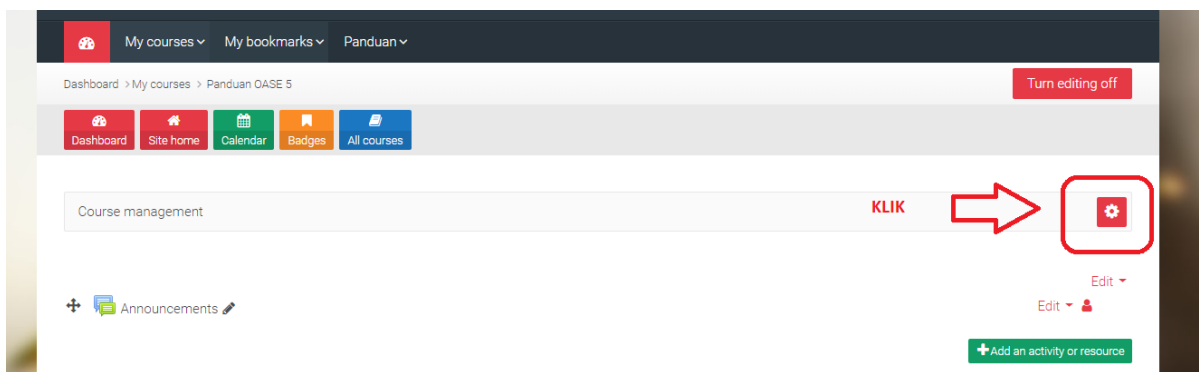 My courses My bookmarks Panduan
Dashboard > My courses > Panduan OASE 5
Turn editing off
Dashboard Site home Calendar Badges All courses
Course management
KLIK
Edit
Announcements
Edit
Add an activity or resource